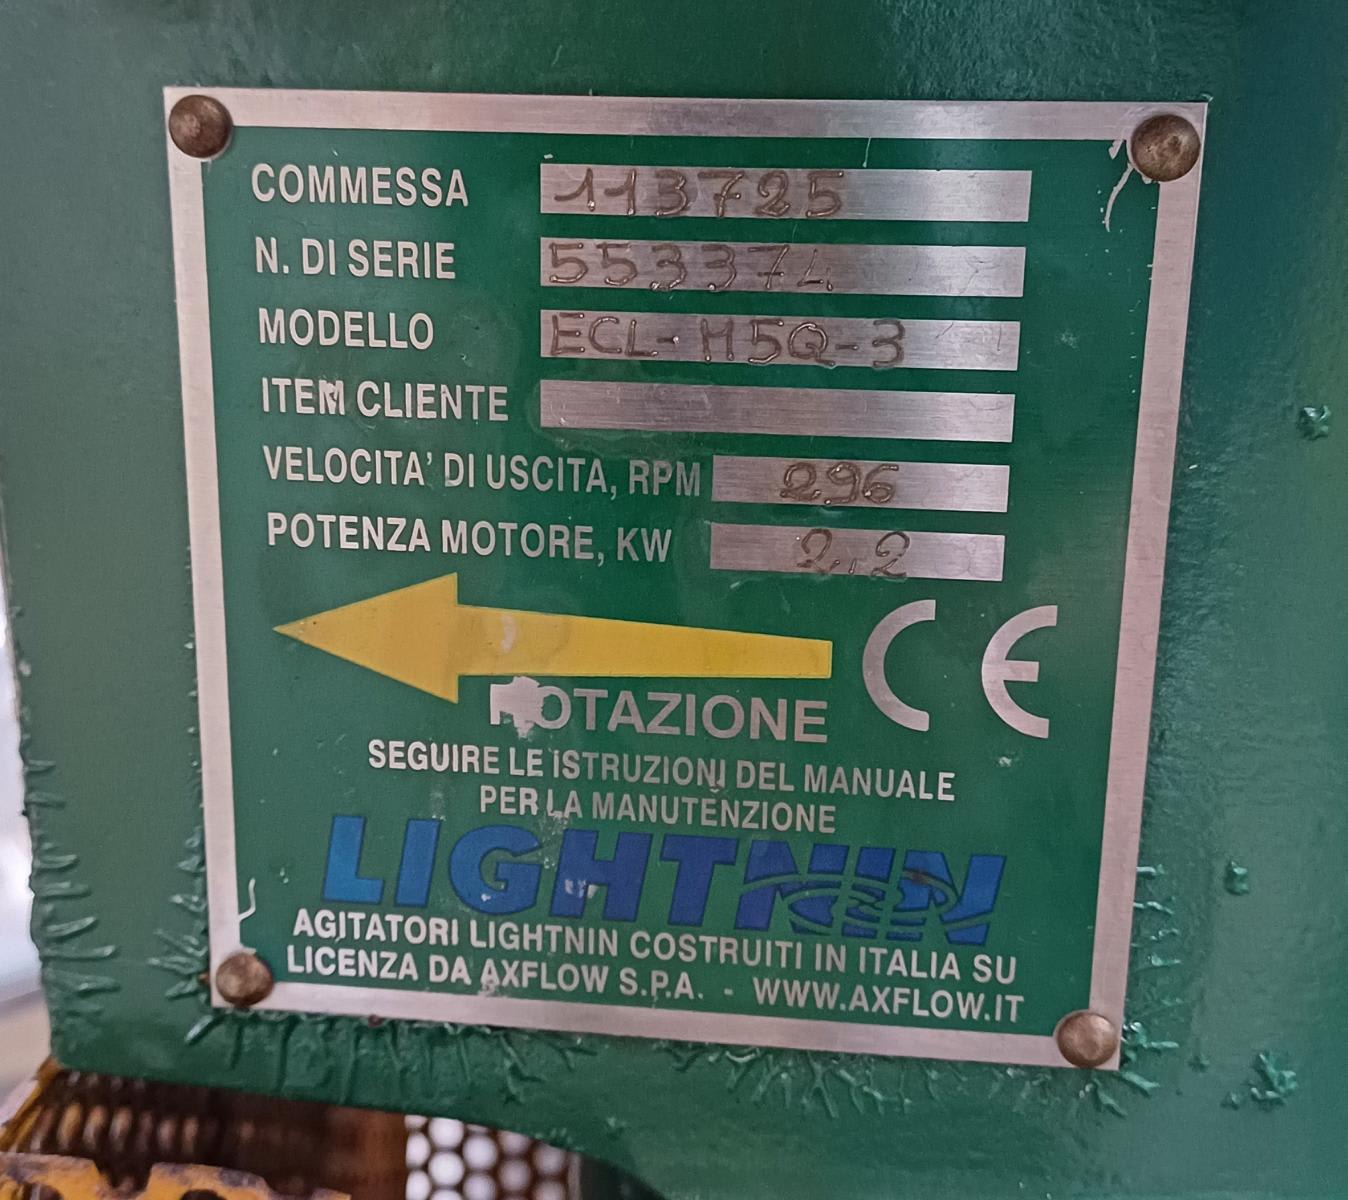 COMMESSA 113725
N. DI SERIE 553374
MODELLO ECL-M5Q-3
ITEM CLIENTE
VELOCITA' DI USCITA, RPM 296
POTENZA MOTORE, KW 2,2
CE
ROTAZIONE
SEGUIRE LE ISTRUZIONI DEL MANUALE
PER LA MANUTENZIONE
LIGHTNIN
AGITATORI LIGHTNIN COSTRUITI IN ITALIA SU
LICENZA DA AXFLOW S.P.A. - WWW.AXFLOW.IT